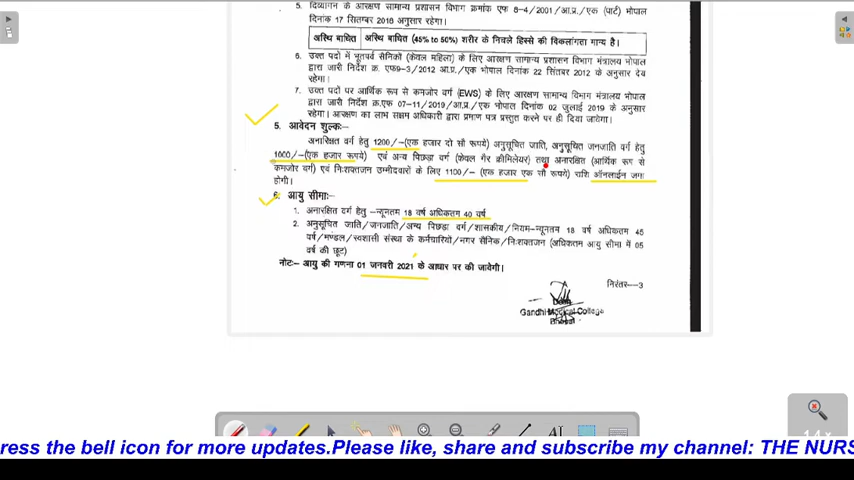 5. दिव्यांगन के आरक्षण सामान्य प्रशासन विभाग क्रमांक एफ 8-4/2001/आ.प्र./एक (पार्ट) भोपाल
दिनांक 17 सितम्बर 2018 अनुसार रहेगा।
अस्थि बाधित अस्थि बाधित (45% to 50%) शरीर के निचले हिस्से की विकलांगता मान्य है।
6. उक्त पदों में भूतपूर्व सैनिकों (केवल महिला) के लिए आरक्षण सामान्य प्रशासन विभाग मंत्रालय भोपाल
द्वारा जारी निर्देश क्र. एफ9-3/2012 आ.प्र./एक भोपाल दिनांक 22 सितंबर 2012 के अनुसार देय
रहेगा।
7. उक्त पदों पर आर्थिक रूप से कमजोर वर्ग (EWS) के लिए आरक्षण सामान्य विभाग मंत्रालय भोपाल
द्वारा जारी निर्देश क्र.एफ 07-11/2019/आ.प्र./एक भोपाल दिनांक 02 जुलाई 2019 के अनुसार
रहेगा। आरक्षण का लाभ सक्षम अधिकारी द्वारा प्रमाण पत्र प्रस्तुत करने पर ही दिया जावेगा।
5. आवेदन शुल्क:-
अनारक्षित वर्ग हेतु 1200/-(एक हजार दो सौ रूपये) अनुसूचित जाति, अनुसूचित जनजाति वर्ग हेतु
1000/-(एक हजार रूपये) एवं अन्य पिछड़ा वर्ग (केवल गैर क्रीमिलेयर) तथा अनारक्षित (आर्थिक रूप से
कमजोर वर्ग) एवं निःशक्तजन उम्मीदवारों के लिए 1100/- (एक हजार एक सौ रूपये) राशि ऑनलाईन जमा
होगी।
6. आयु सीमा:-
1. अनारक्षित वर्ग हेतु -न्यूनतम 18 वर्ष अधिकतम 40 वर्ष
2. अनुसूचित जाति/जनजाति/अन्य पिछड़ा वर्ग/शासकीय/नियम-न्यूनतम 18 वर्ष अधिकतम 45
वर्ष/मण्डल/स्वशासी संस्था के कर्मचारियों/नगर सैनिक/निःशक्तजन (अधिकतम आयु सीमा में 05
वर्ष की छूट)
नोट:- आयु की गणना 01 जनवरी 2021 के आधार पर की जावेगी।
निरंतर--3
Dean
Gandhi Medical College
Bhopal
ress the bell icon for more updates.Please like, share and subscribe my channel: THE NURS